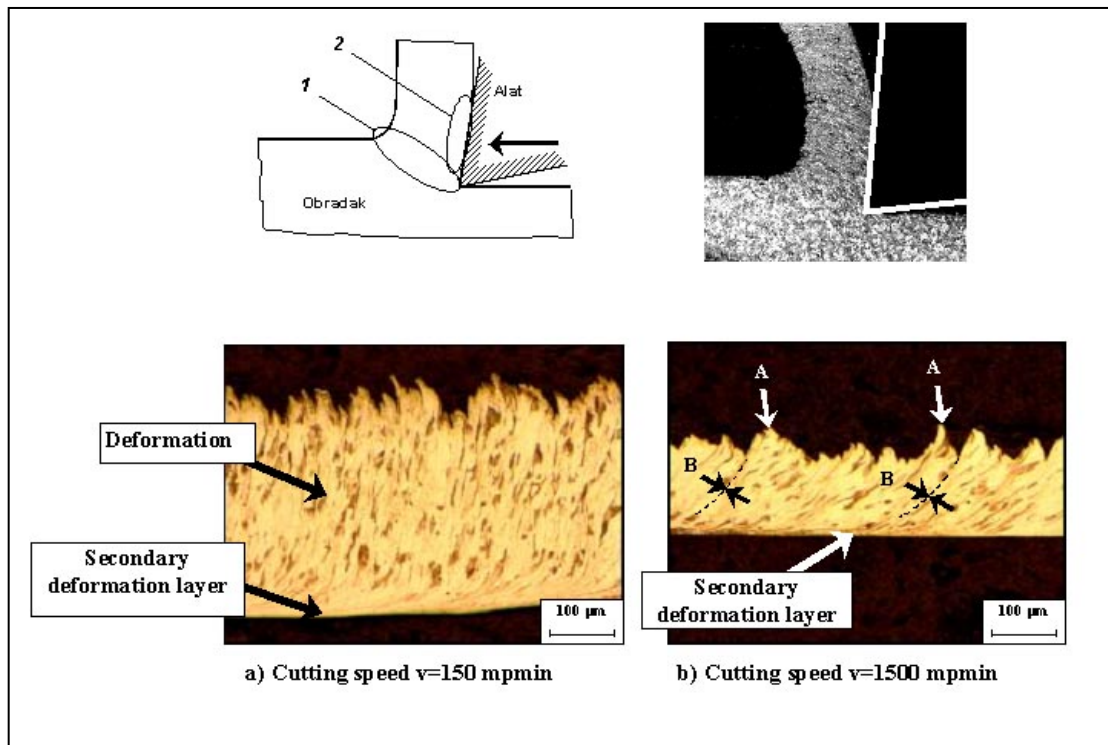 2
1
Alat
Obradak
A
A
Deformation
B
B
Secondary
deformation layer
Secondary
deformation layer
100 μm
100 μm
a) Cutting speed v=150 mpmin
b) Cutting speed v=1500 mpmin